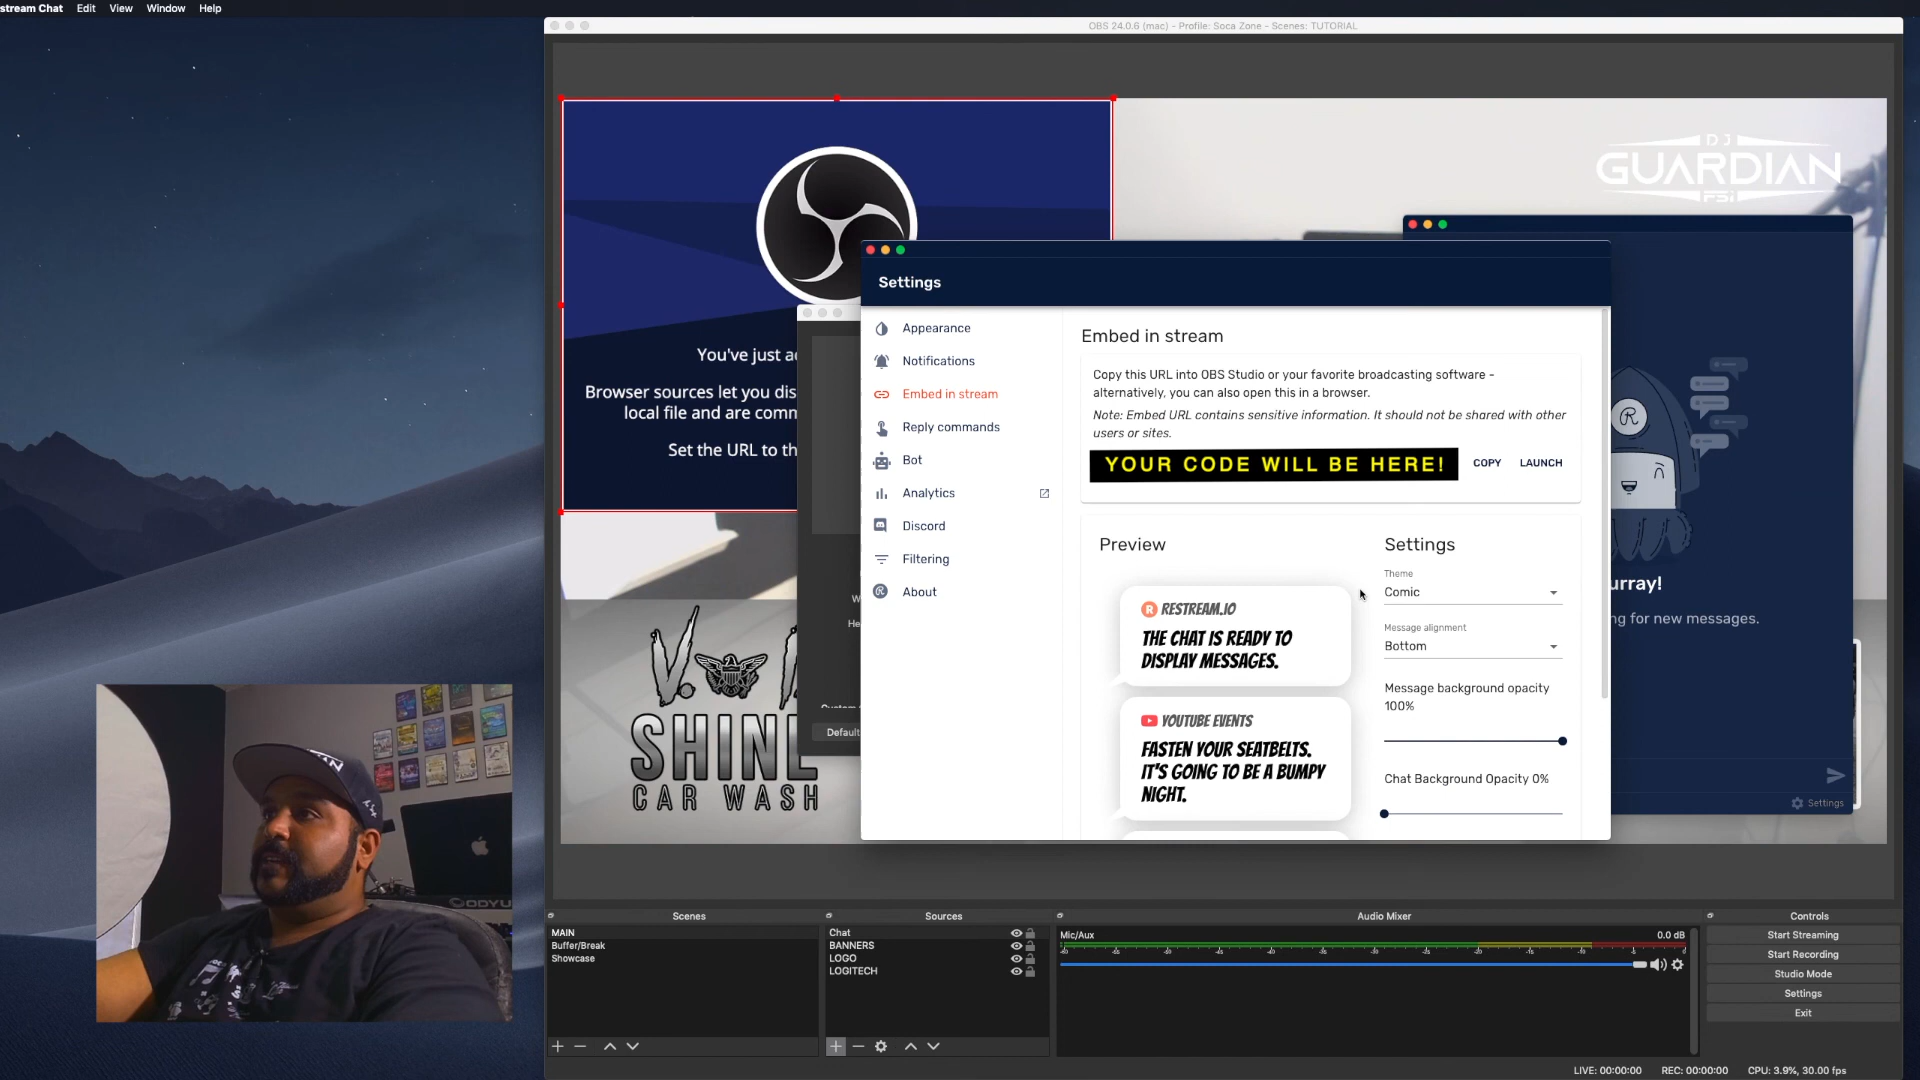 stream Chat Edit View Window Help
OBS 24.0.6 (mac) - Profile: Soca Zone - Scenes: TUTORIAL
DJ
GUARDIAN
FSI
Settings
Appearance
Notifications
Embed in stream
Reply commands
Bot
Analytics
Discord
Filtering
About
Embed in stream
Copy this URL into OBS Studio or your favorite broadcasting software -
alternatively, you can also open this in a browser.
Note: Embed URL contains sensitive information. It should not be shared with other
users or sites.
YOUR CODE WILL BE HERE! COPY LAUNCH
Preview
RESTREAM.IO
THE CHAT IS READY TO
DISPLAY MESSAGES.
YOUTUBE EVENTS
FASTEN YOUR SEATBELTS.
IT'S GOING TO BE A BUMPY
NIGHT.
Settings
Theme
Comic
Message alignment
Bottom
Message background opacity
100%
Chat Background Opacity 0%
You've just a
Browser sources let you dis
local file and are comm
Set the URL to th
W
He
Default
urray!
ng for new messages.
Settings
V.
SHINE
CAR WASH
Scenes
MAIN
Buffer/Break
Showcase
Sources
Chat
BANNERS
LOGO
LOGITECH
Audio Mixer
Mic/Aux 0.0 dB
Controls
Start Streaming
Start Recording
Studio Mode
Settings
Exit
LIVE: 00:00:00 REC: 00:00:00 CPU: 3.9%, 30.00 fps